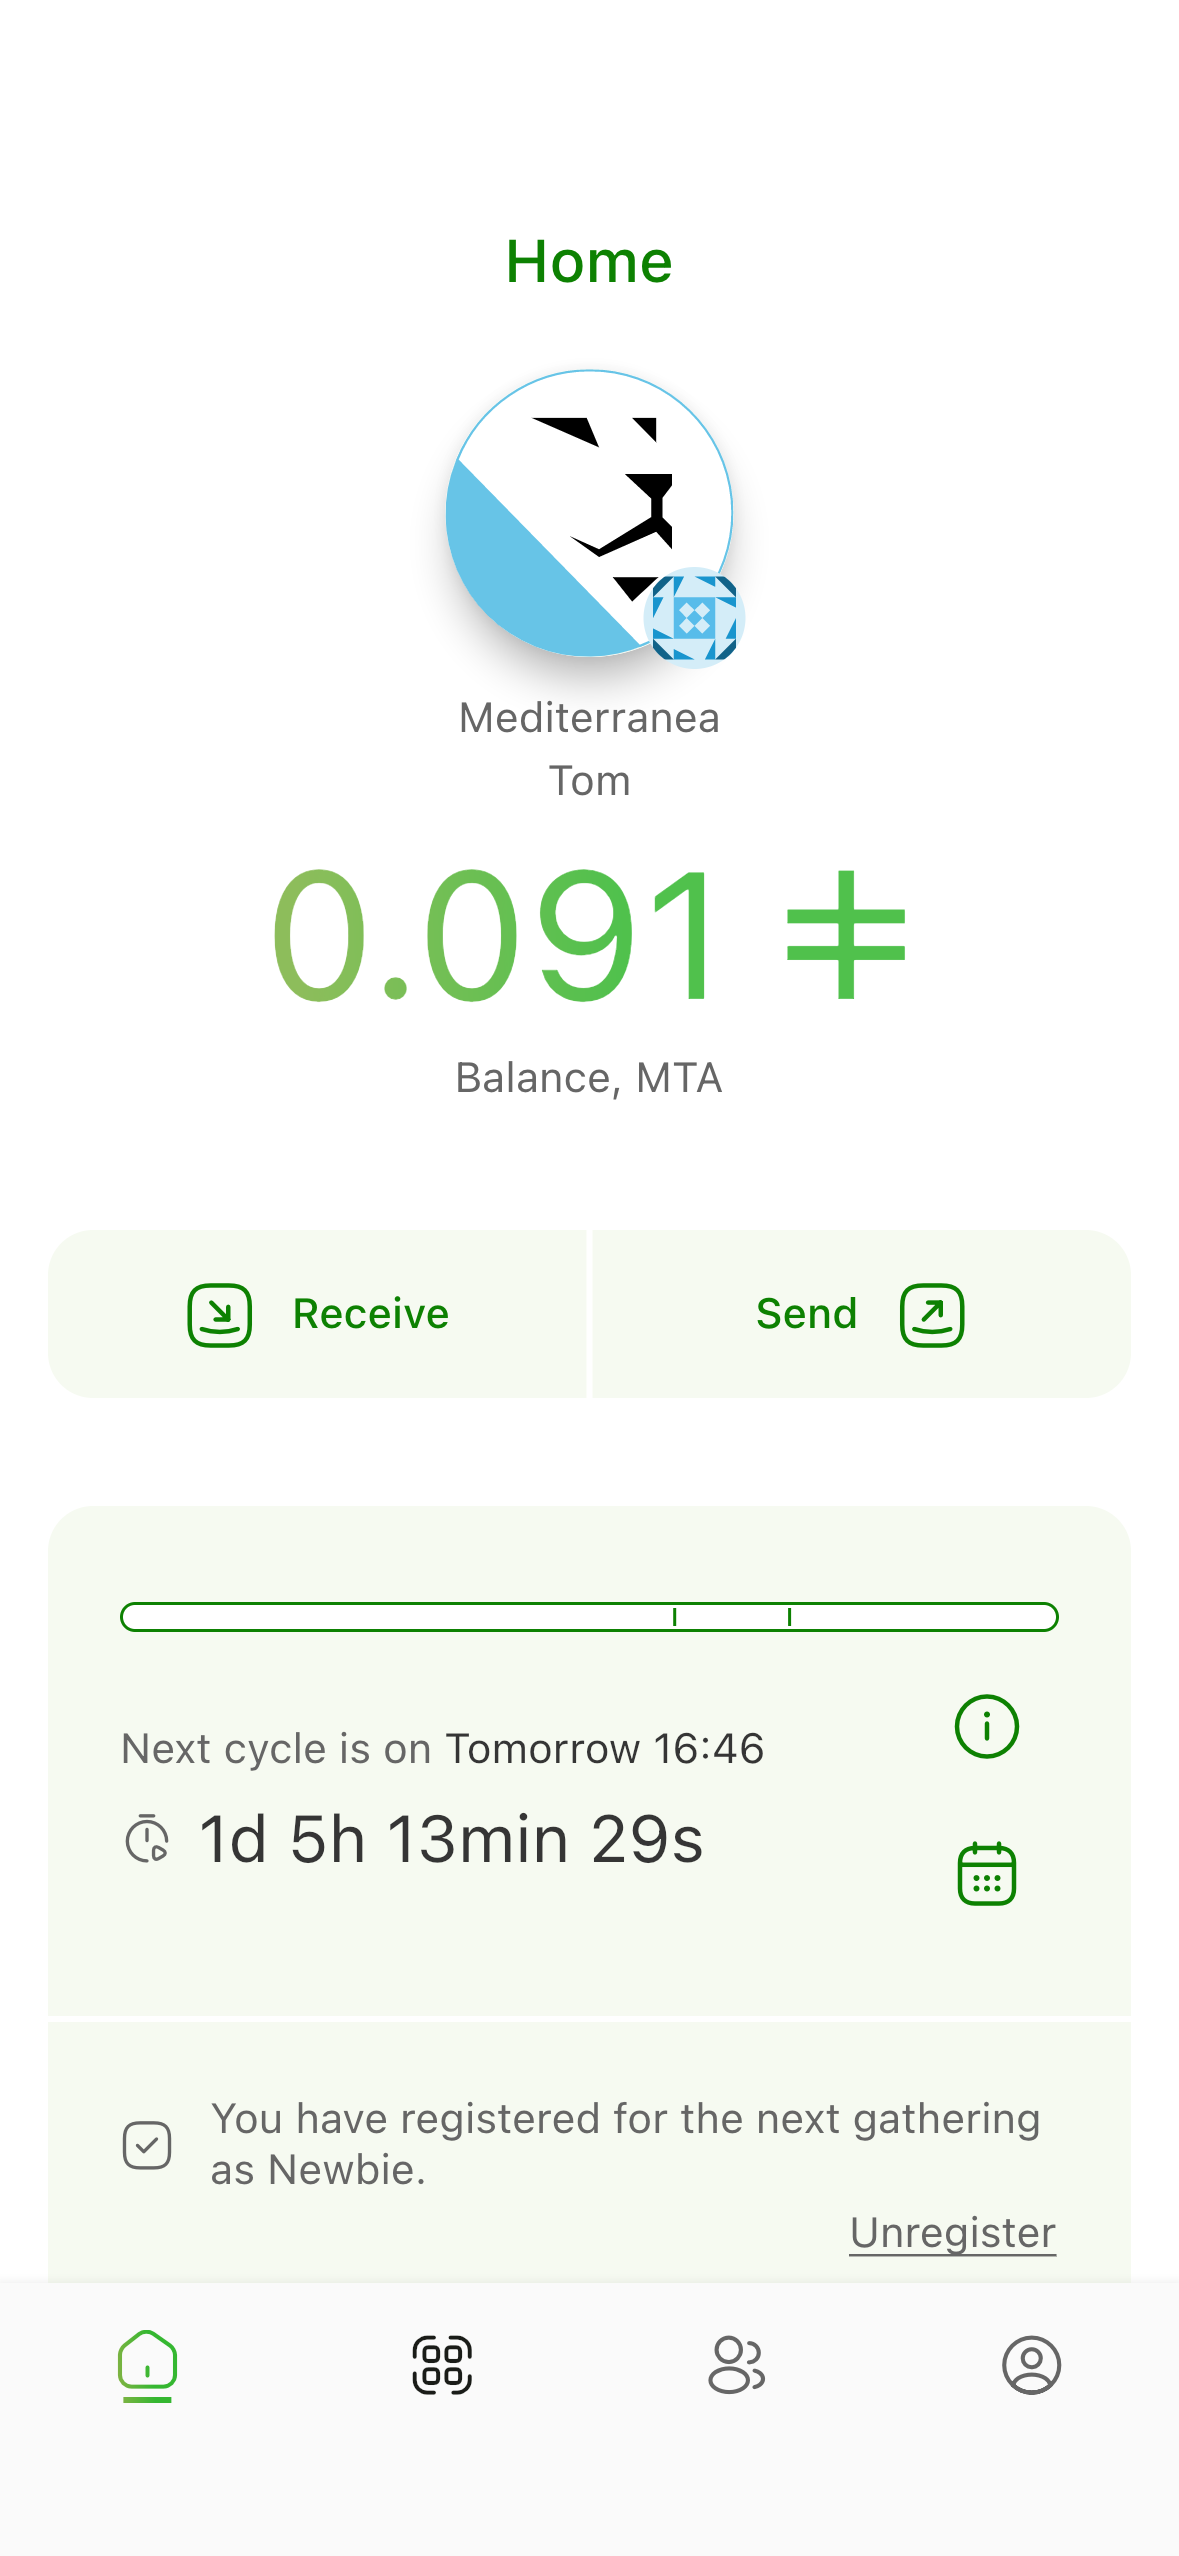 Home
Mediterranea
Tom
0.091 ⵐ
Balance, MTA
Receive
Send
Next cycle is on Tomorrow 16:46
1d 5h 13min 29s
You have registered for the next gathering
as Newbie.
Unregister